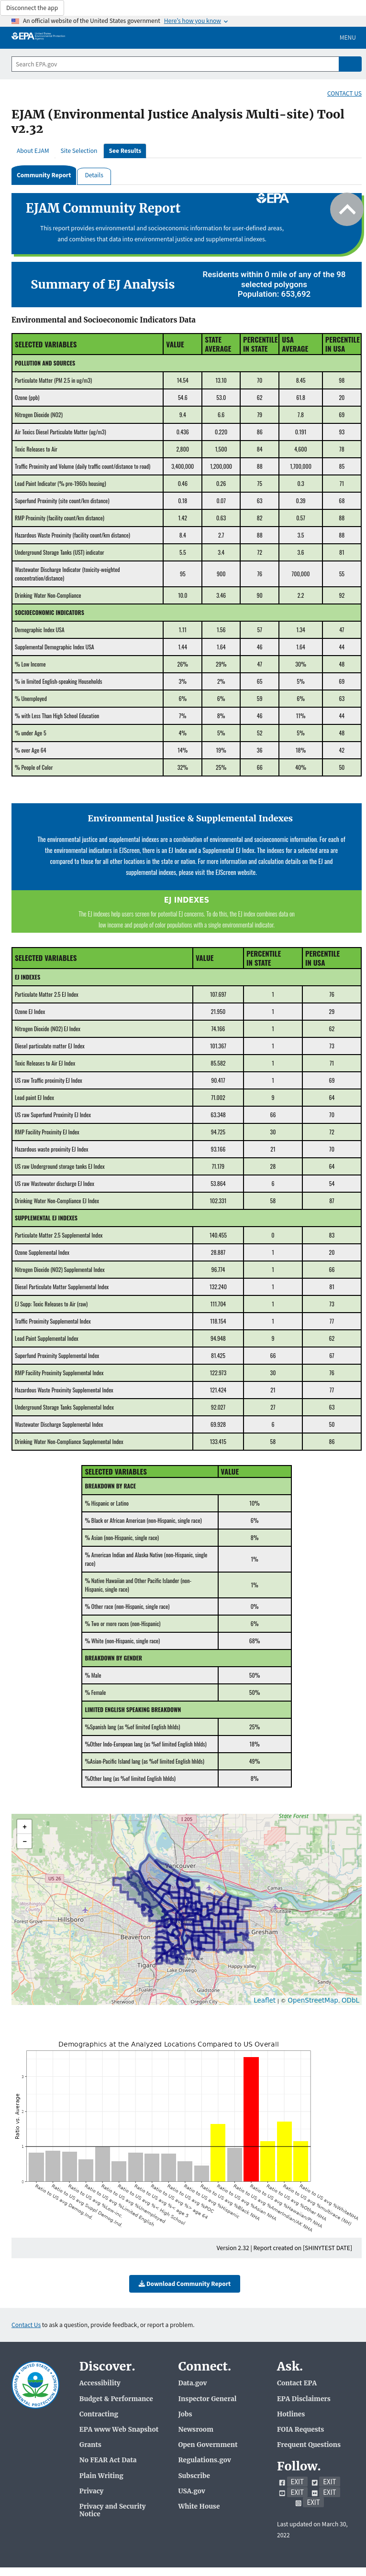 Disconnect the app
An official website of the United States government Here's how you know
EPA United States Environmental Protection Agency
MENU
Search EPA.gov
CONTACT US
EJAM (Environmental Justice Analysis Multi-site) Tool
v2.32
About EJAM Site Selection See Results
Community Report Details
EPA
EJAM Community Report
This report provides environmental and socioeconomic information for user-defined areas,
and combines that data into environmental justice and supplemental indexes.
Summary of EJ Analysis
Residents within 0 mile of any of the 98
selected polygons
Population: 653,692
Environmental and Socioeconomic Indicators Data
SELECTED VARIABLES VALUE STATE AVERAGE PERCENTILE IN STATE USA AVERAGE PERCENTILE IN USA
POLLUTION AND SOURCES
Particulate Matter (PM 2.5 in ug/m3) 14.54 13.10 70 8.45 98
Ozone (ppb) 54.6 53.0 62 61.8 20
Nitrogen Dioxide (NO2) 9.4 6.6 79 7.8 69
Air Toxics Diesel Particulate Matter (ug/m3) 0.436 0.220 86 0.191 93
Toxic Releases to Air 2,800 1,500 84 4,600 78
Traffic Proximity and Volume (daily traffic count/distance to road) 3,400,000 1,200,000 88 1,700,000 85
Lead Paint Indicator (% pre-1960s housing) 0.46 0.26 75 0.3 71
Superfund Proximity (site count/km distance) 0.18 0.07 63 0.39 68
RMP Proximity (facility count/km distance) 1.42 0.63 82 0.57 88
Hazardous Waste Proximity (facility count/km distance) 8.4 2.7 88 3.5 88
Underground Storage Tanks (UST) indicator 5.5 3.4 72 3.6 81
Wastewater Discharge Indicator (toxicity-weighted
concentration/distance) 95 900 76 700,000 55
Drinking Water Non-Compliance 10.0 3.46 90 2.2 92
SOCIOECONOMIC INDICATORS
Demographic Index USA 1.11 1.56 57 1.34 47
Supplemental Demographic Index USA 1.44 1.64 46 1.64 44
% Low Income 26% 29% 47 30% 48
% in limited English-speaking Households 3% 2% 65 5% 69
% Unemployed 6% 6% 59 6% 63
% with Less Than High School Education 7% 8% 46 11% 44
% under Age 5 4% 5% 52 5% 48
% over Age 64 14% 19% 36 18% 42
% People of Color 32% 25% 66 40% 50
Environmental Justice & Supplemental Indexes
The environmental justice and supplemental indexes are a combination of environmental and socioeconomic information. For each of
the environmental indicators in EJScreen, there is an EJ Index and a Supplemental EJ Index. The indexes for a selected area are
compared to those for all other locations in the state or nation. For more information and calculation details on the EJ and
supplemental indexes, please visit the EJScreen website.
EJ INDEXES
The EJ indexes help users screen for potential EJ concerns. To do this, the EJ index combines data on
low income and people of color populations with a single environmental indicator.
SELECTED VARIABLES VALUE PERCENTILE IN STATE PERCENTILE IN USA
EJ INDEXES
Particulate Matter 2.5 EJ Index 107.697 1 76
Ozone EJ Index 21.950 1 29
Nitrogen Dioxide (NO2) EJ Index 74.166 1 62
Diesel particulate matter EJ Index 101.367 1 73
Toxic Releases to Air EJ Index 85.582 1 71
US raw Traffic proximity EJ Index 90.417 1 69
Lead paint EJ Index 71.002 9 64
US raw Superfund Proximity EJ Index 63.348 66 70
RMP Facility Proximity EJ Index 94.725 30 72
Hazardous waste proximity EJ Index 93.166 21 70
US raw Underground storage tanks EJ Index 71.179 28 64
US raw Wastewater discharge EJ Index 53.864 6 54
Drinking Water Non-Compliance EJ Index 102.331 58 87
SUPPLEMENTAL EJ INDEXES
Particulate Matter 2.5 Supplemental Index 140.455 0 83
Ozone Supplemental Index 28.887 1 20
Nitrogen Dioxide (NO2) Supplemental Index 96.774 1 66
Diesel Particulate Matter Supplemental Index 132.240 1 81
EJ Supp: Toxic Releases to Air (raw) 111.704 1 73
Traffic Proximity Supplemental Index 118.154 1 77
Lead Paint Supplemental Index 94.948 9 62
Superfund Proximity Supplemental Index 81.425 66 67
RMP Facility Proximity Supplemental Index 122.973 30 76
Hazardous Waste Proximity Supplemental Index 121.424 21 77
Underground Storage Tanks Supplemental Index 92.027 27 63
Wastewater Discharge Supplemental Index 69.928 6 50
Drinking Water Non-Compliance Supplemental Index 133.415 58 86
SELECTED VARIABLES VALUE
BREAKDOWN BY RACE
% Hispanic or Latino 10%
% Black or African American (non-Hispanic, single race) 6%
% Asian (non-Hispanic, single race) 8%
% American Indian and Alaska Native (non-Hispanic, single
race) 1%
% Native Hawaiian and Other Pacific Islander (non-
Hispanic, single race) 1%
% Other race (non-Hispanic, single race) 0%
% Two or more races (non-Hispanic) 6%
% White (non-Hispanic, single race) 68%
BREAKDOWN BY GENDER
% Male 50%
% Female 50%
LIMITED ENGLISH SPEAKING BREAKDOWN
%Spanish lang (as %of limited English hhlds) 25%
%Other Indo-European lang (as %of limited English hhlds) 18%
%Asian-Pacific Island lang (as %of limited English hhlds) 49%
%Other lang (as %of limited English hhlds) 8%
+
−
I 205
State Forest
Vancouver
US 26
Camas
Forest Grove
Hillsboro
Beaverton
Gresham
Tigard
Lake Oswego
Happy Valley
Tualatin
Gladstone
Sandy
Sherwood
Oregon City
Leaflet | © OpenStreetMap, ODbL
Demographics at the Analyzed Locations Compared to US Overall
Ratio vs. Average
3
2
1
0
Version 2.32 | Report created on [SHINYTEST DATE]
Download Community Report
Contact Us to ask a question, provide feedback, or report a problem.
Discover.
Accessibility
Budget & Performance
Contracting
EPA www Web Snapshot
Grants
No FEAR Act Data
Plain Writing
Privacy
Privacy and Security
Notice
Connect.
Data.gov
Inspector General
Jobs
Newsroom
Open Government
Regulations.gov
Subscribe
USA.gov
White House
Ask.
Contact EPA
EPA Disclaimers
Hotlines
FOIA Requests
Frequent Questions
Follow.
EXIT EXIT
EXIT EXIT
EXIT
Last updated on March 30,
2022